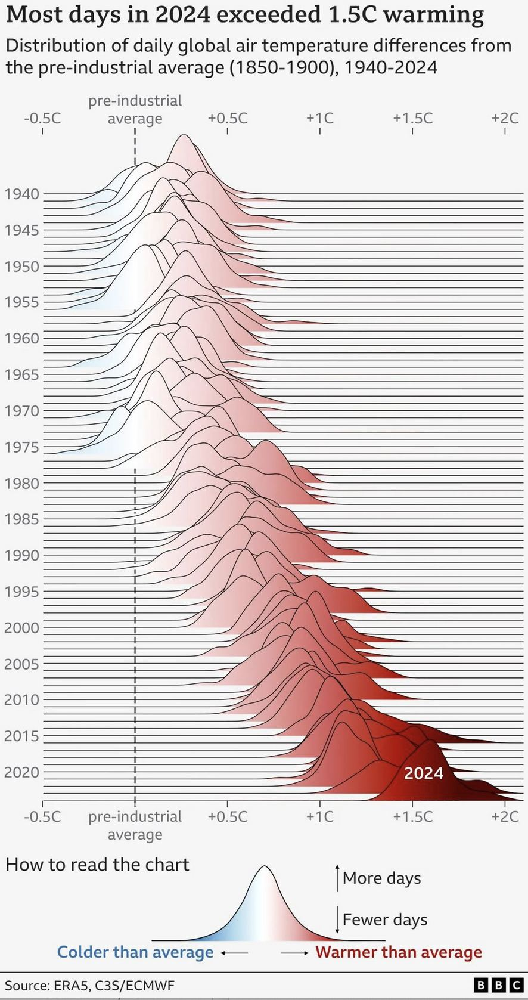 Most days in 2024 exceeded 1.5C warming
Distribution of daily global air temperature differences from
the pre-industrial average (1850-1900), 1940-2024
-0.5C pre-industrial average +0.5C +1C +1.5C +2C
1940
1945
1950
1955
1960
1965
1970
1975
1980
1985
1990
1995
2000
2005
2010
2015
2020
2024
-0.5C pre-industrial average +0.5C +1C +1.5C +2C
How to read the chart
More days
Fewer days
Colder than average
Warmer than average
Source: ERA5, C3S/ECMWF
BBC